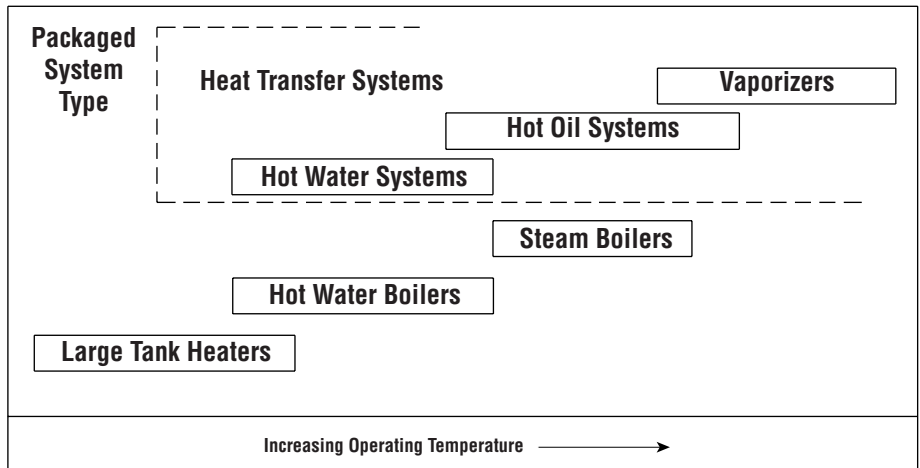 Packaged
System
Type
Heat Transfer Systems
Vaporizers
Hot Oil Systems
Hot Water Systems
Steam Boilers
Hot Water Boilers
Large Tank Heaters
Increasing Operating Temperature